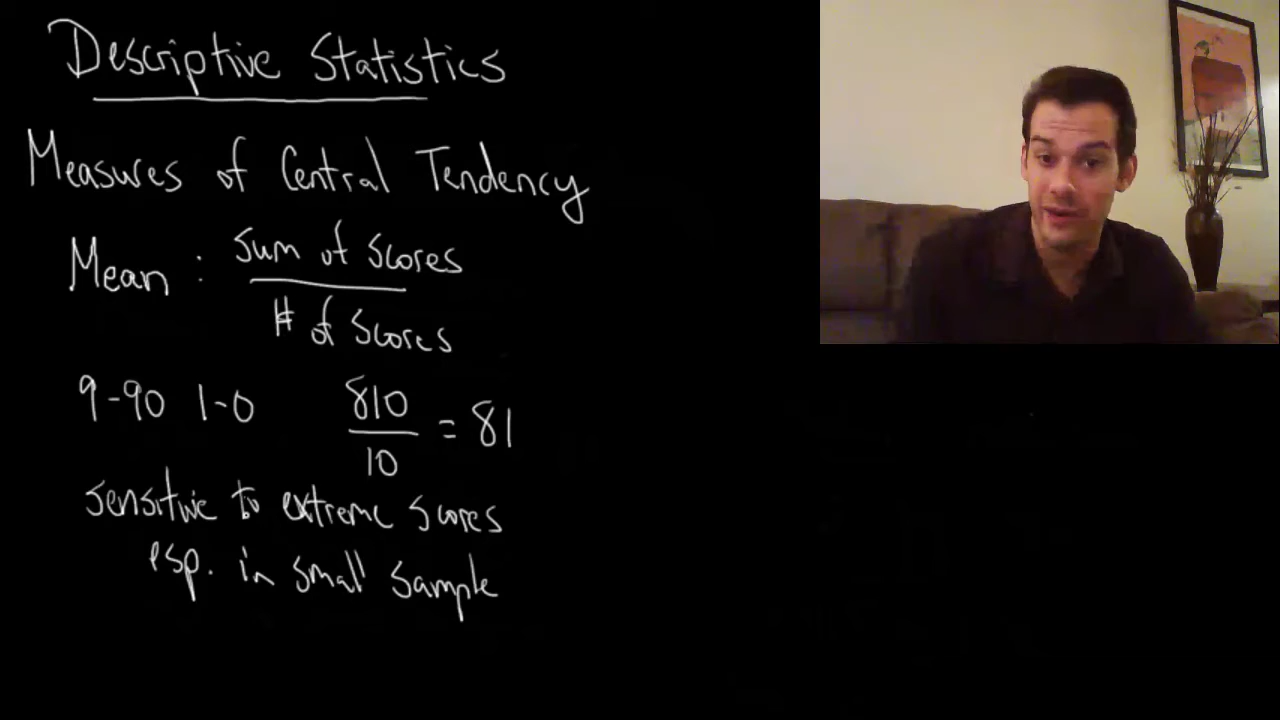 Descriptive Statistics
Measures of Central Tendency
Mean : Sum of Scores
# of Scores
9-90 1-0 810
10 = 81
sensitive to extreme scores
esp. in small sample